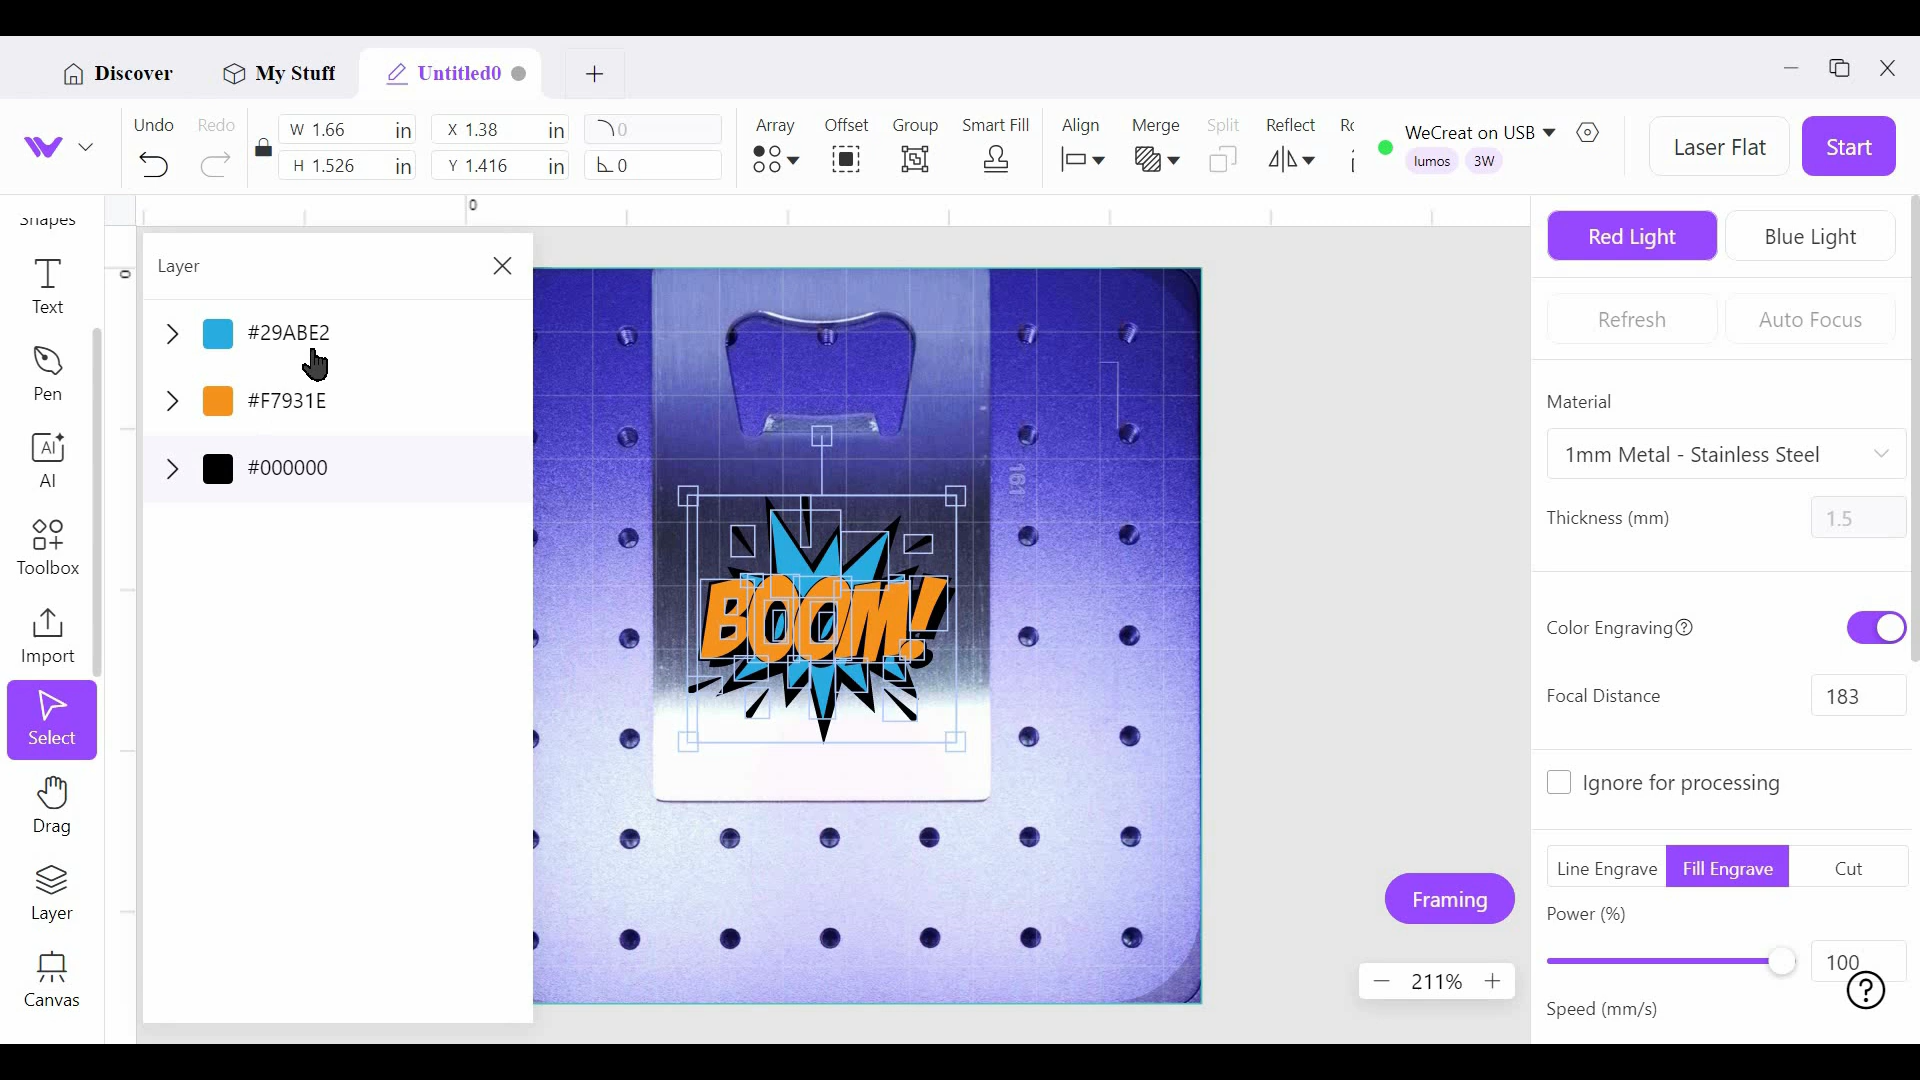 Discover
My Stuff
Untitled0
Undo
Redo
W 1.66 in
H 1.526 in
X 1.38 in
Y 1.416 in
0
0
Array
Offset
Group
Smart Fill
Align
Merge
Split
Reflect
WeCreat on USB
lumos
3W
Laser Flat
Start
Shapes
Text
Pen
AI
AI
Toolbox
Import
Select
Drag
Layer
Canvas
0
0
Layer
#29ABE2
#F7931E
#000000
161
BOOM!
Framing
211%
Red Light
Blue Light
Refresh
Auto Focus
Material
1mm Metal - Stainless Steel
Thickness (mm)
1.5
Color Engraving
Focal Distance
183
Ignore for processing
Line Engrave
Fill Engrave
Cut
Power (%)
100
Speed (mm/s)